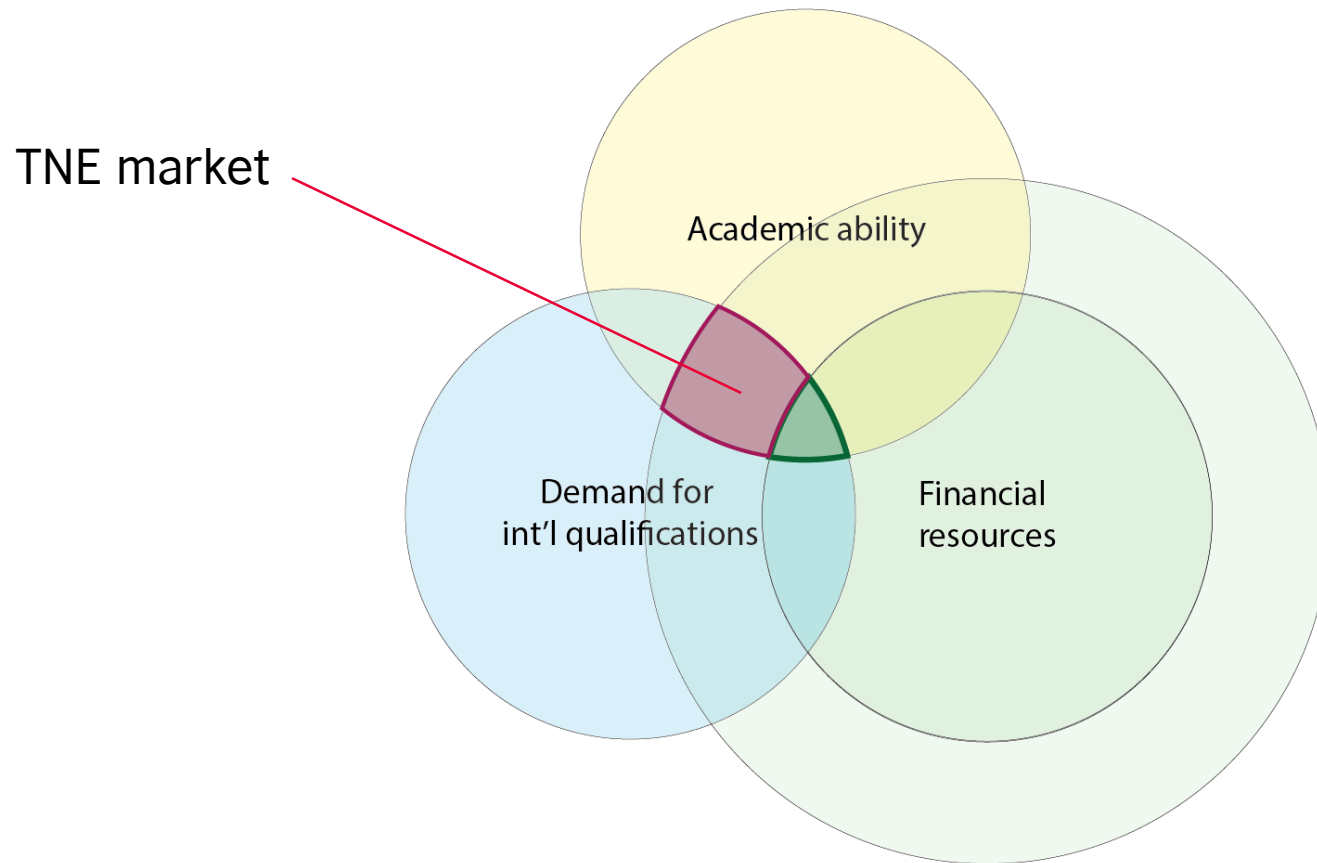 TNE market
Academic ability
Demand for
int’l qualifications
Financial
resources